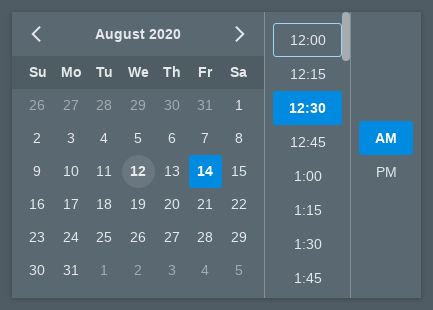 August 2020
Su Mo Tu We Th Fr Sa
26 27 28 29 30 31 1
2 3 4 5 6 7 8
9 10 11 12 13 14 15
16 17 18 19 20 21 22
23 24 25 26 27 28 29
30 31 1 2 3 4 5
12:00
12:15
12:30
12:45
1:00
1:15
1:30
1:45
AM
PM